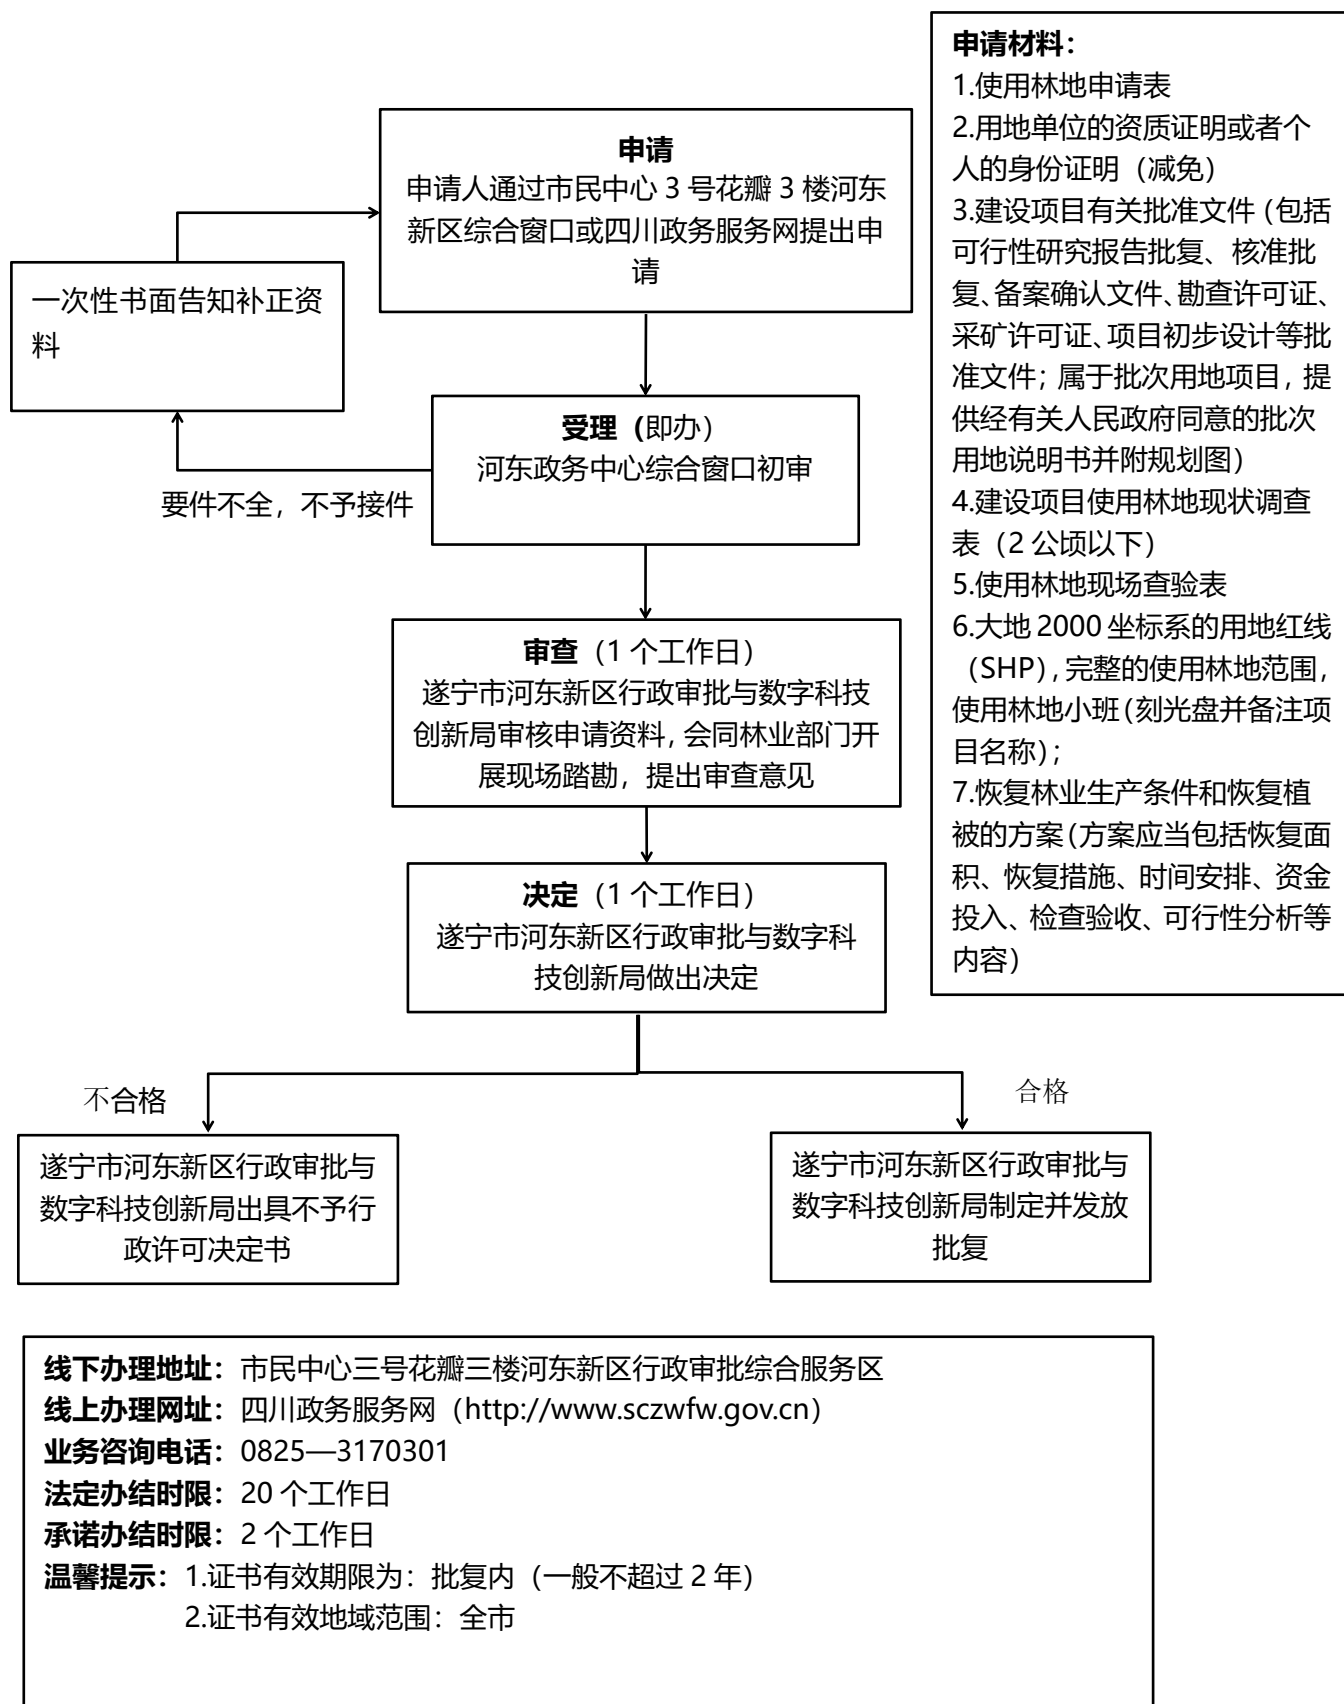 申请
申请人通过市民中心 3 号花瓣 3 楼河东
新区综合窗口或四川政务服务网提出申
请
一次性书面告知补正资
料
受理（即办）
河东政务中心综合窗口初审
要件不全，不予接件
审查（1 个工作日）
遂宁市河东新区行政审批与数字科技
创新局审核申请资料，会同林业部门开
展现场踏勘，提出审查意见
决定（1 个工作日）
遂宁市河东新区行政审批与数字科
技创新局做出决定
不合格
合格
遂宁市河东新区行政审批与
数字科技创新局出具不予行
政许可决定书
遂宁市河东新区行政审批与
数字科技创新局制定并发放
批复
申请材料：
1.使用林地申请表
2.用地单位的资质证明或者个
人的身份证明（减免）
3.建设项目有关批准文件（包括
可行性研究报告批复、核准批
复、备案确认文件、勘查许可证、
采矿许可证、项目初步设计等批
准文件；属于批次用地项目，提
供经有关人民政府同意的批次
用地说明书并附规划图）
4.建设项目使用林地现状调查
表（2 公顷以下）
5.使用林地现场查验表
6.大地 2000 坐标系的用地红线
（SHP），完整的使用林地范围，
使用林地小班（刻光盘并备注项
目名称）；
7.恢复林业生产条件和恢复植
被的方案（方案应当包括恢复面
积、恢复措施、时间安排、资金
投入、检查验收、可行性分析等
内容）
线下办理地址：市民中心三号花瓣三楼河东新区行政审批综合服务区
线上办理网址：四川政务服务网（http://www.sczwfw.gov.cn）
业务咨询电话：0825—3170301
法定办结时限：20 个工作日
承诺办结时限：2 个工作日
温馨提示：1.证书有效期限为：批复内（一般不超过 2 年）
2.证书有效地域范围：全市